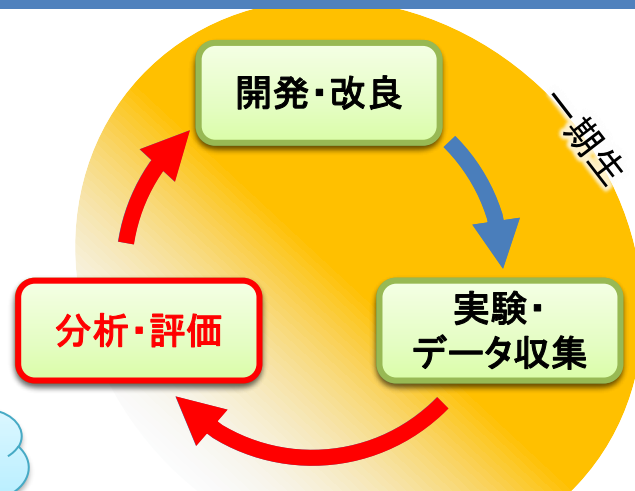 開発・改良
一期生
分析・評価
実験・
データ収集